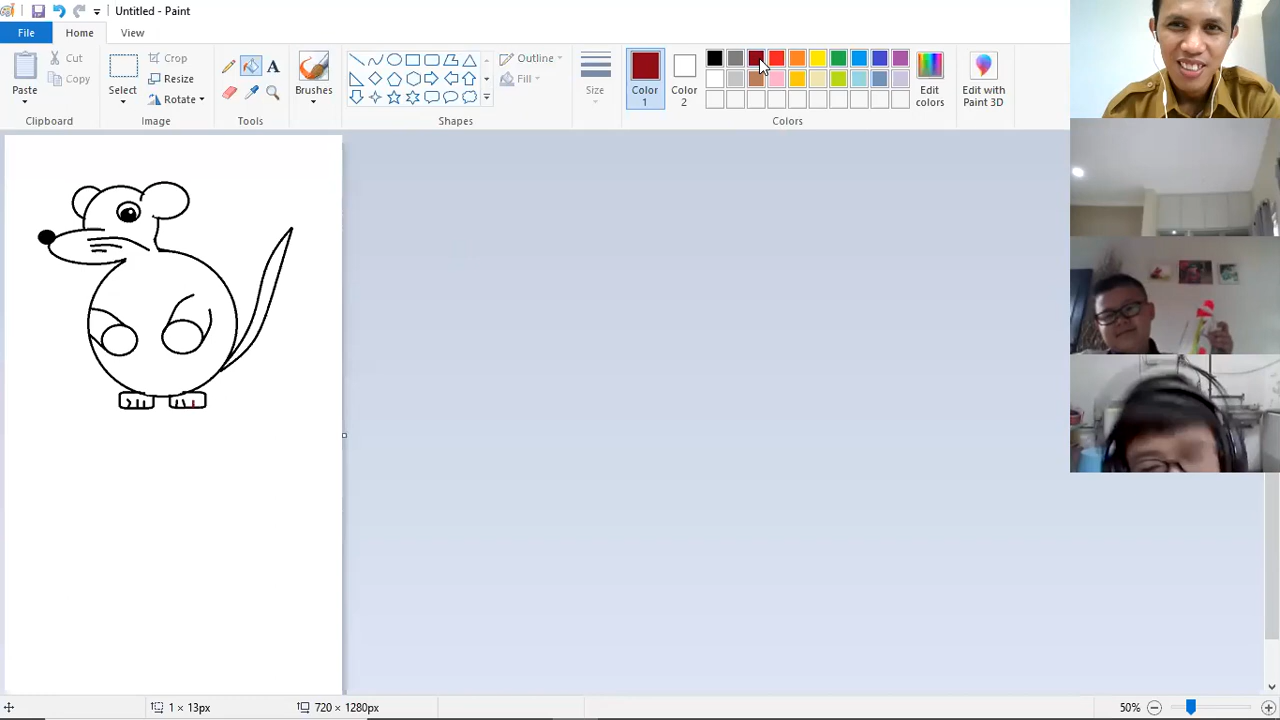 Untitled - Paint
File Home View
Paste
Cut
Copy
Clipboard
Select
Crop
Resize
Rotate
Image
Tools
Brushes
Shapes
Outline
Fill
Size
Color 1
Color 2
Colors
Edit colors
Edit with Paint 3D
1 × 13px
720 × 1280px
50%